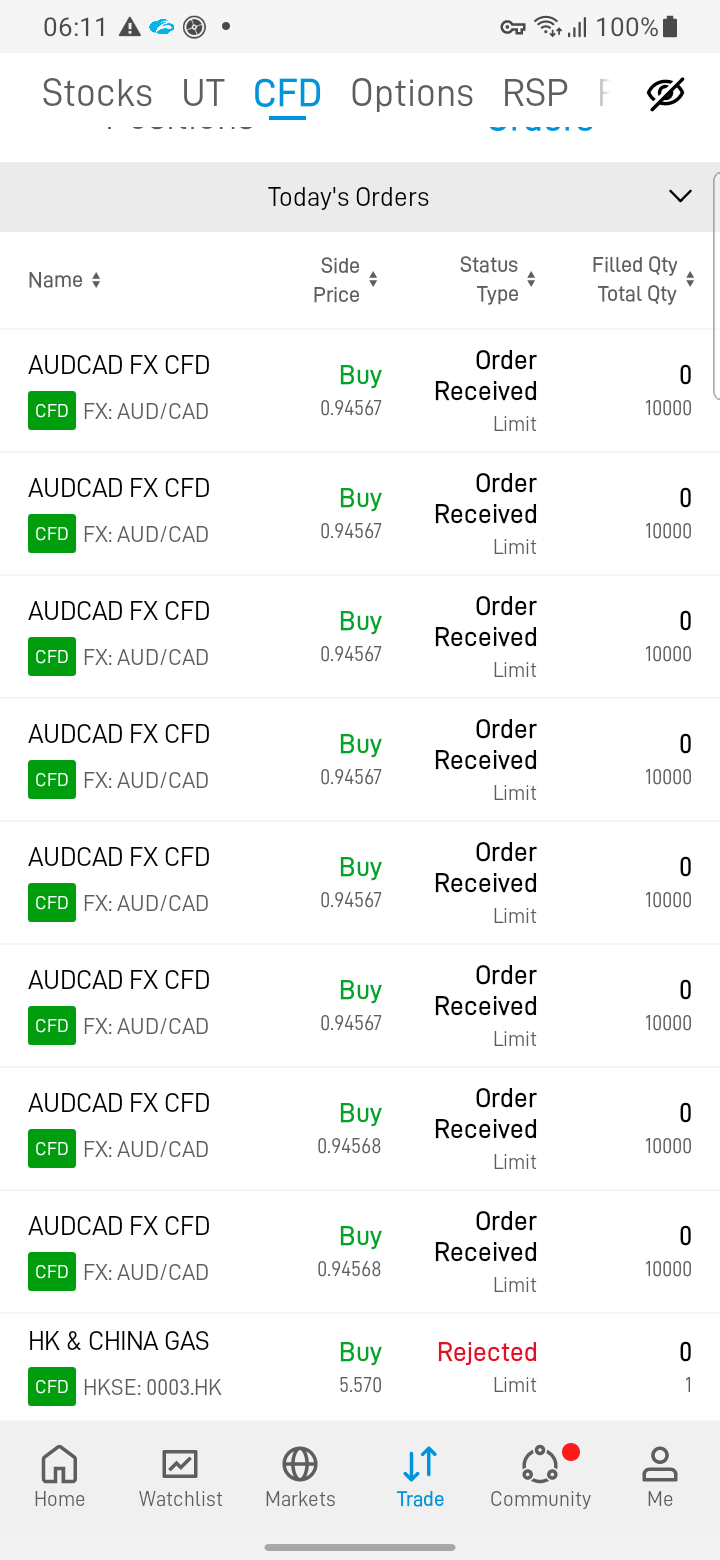 06:11
100%
Stocks UT CFD Options RSP
Positions Orders
Today's Orders
Name Side Status Filled Qty
Price Type Total Qty
AUDCAD FX CFD Buy Order Received 0
CFD FX: AUD/CAD 0.94567 Limit 10000
AUDCAD FX CFD Buy Order Received 0
CFD FX: AUD/CAD 0.94567 Limit 10000
AUDCAD FX CFD Buy Order Received 0
CFD FX: AUD/CAD 0.94567 Limit 10000
AUDCAD FX CFD Buy Order Received 0
CFD FX: AUD/CAD 0.94567 Limit 10000
AUDCAD FX CFD Buy Order Received 0
CFD FX: AUD/CAD 0.94567 Limit 10000
AUDCAD FX CFD Buy Order Received 0
CFD FX: AUD/CAD 0.94567 Limit 10000
AUDCAD FX CFD Buy Order Received 0
CFD FX: AUD/CAD 0.94568 Limit 10000
AUDCAD FX CFD Buy Order Received 0
CFD FX: AUD/CAD 0.94568 Limit 10000
HK & CHINA GAS Buy Rejected 0
CFD HKSE: 0003.HK 5.570 Limit 1
Home Watchlist Markets Trade Community Me